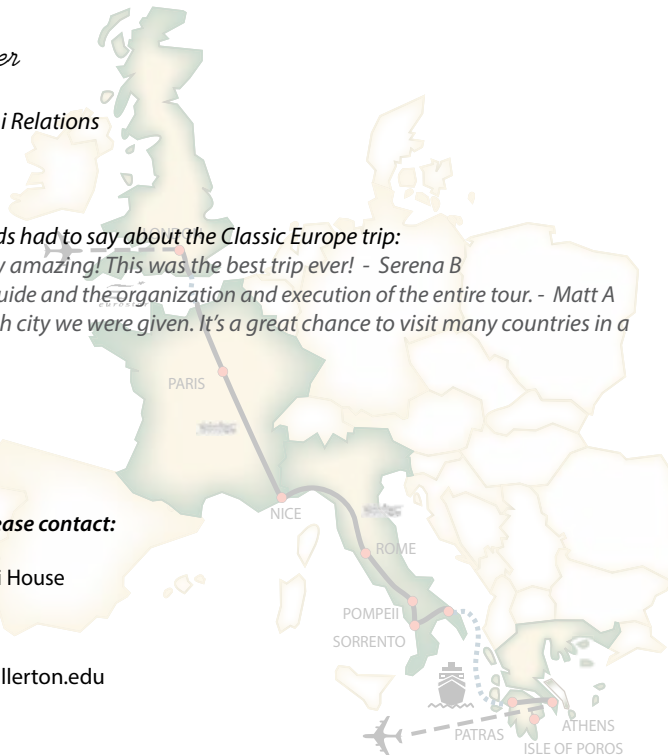 er
i Relations
ds had to say about the Classic Europe trip:
LONDON
y amazing! This was the best trip ever! - Serena B
uide and the organization and execution of the entire tour. - Matt A
h city we were given. It’s a great chance to visit many countries in a
PARIS
NICE
ease contact:
ROME
i House
POMPEII
SORRENTO
llerton.edu
ATHENS
PATRAS
ISLE OF POROS